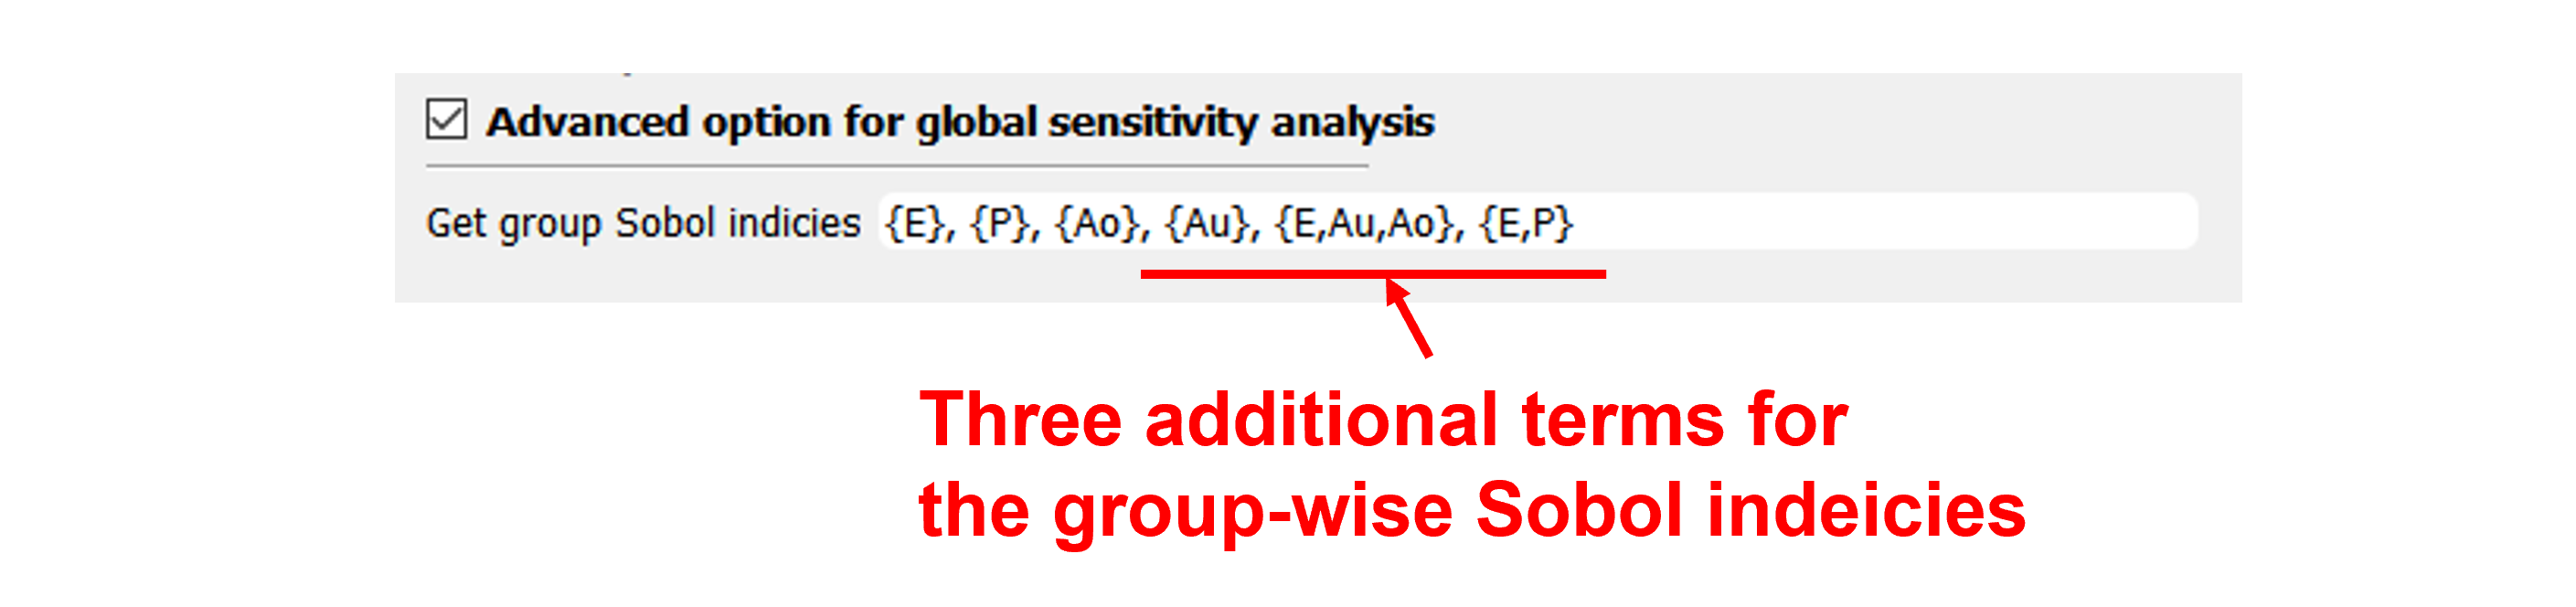 Advanced option for global sensitivity analysis
Get group Sobol indicies {E}, {P}, {Ao}, {Au}, {E,Au,Ao}, {E,P}
Three additional terms for
the group-wise Sobol indeicies